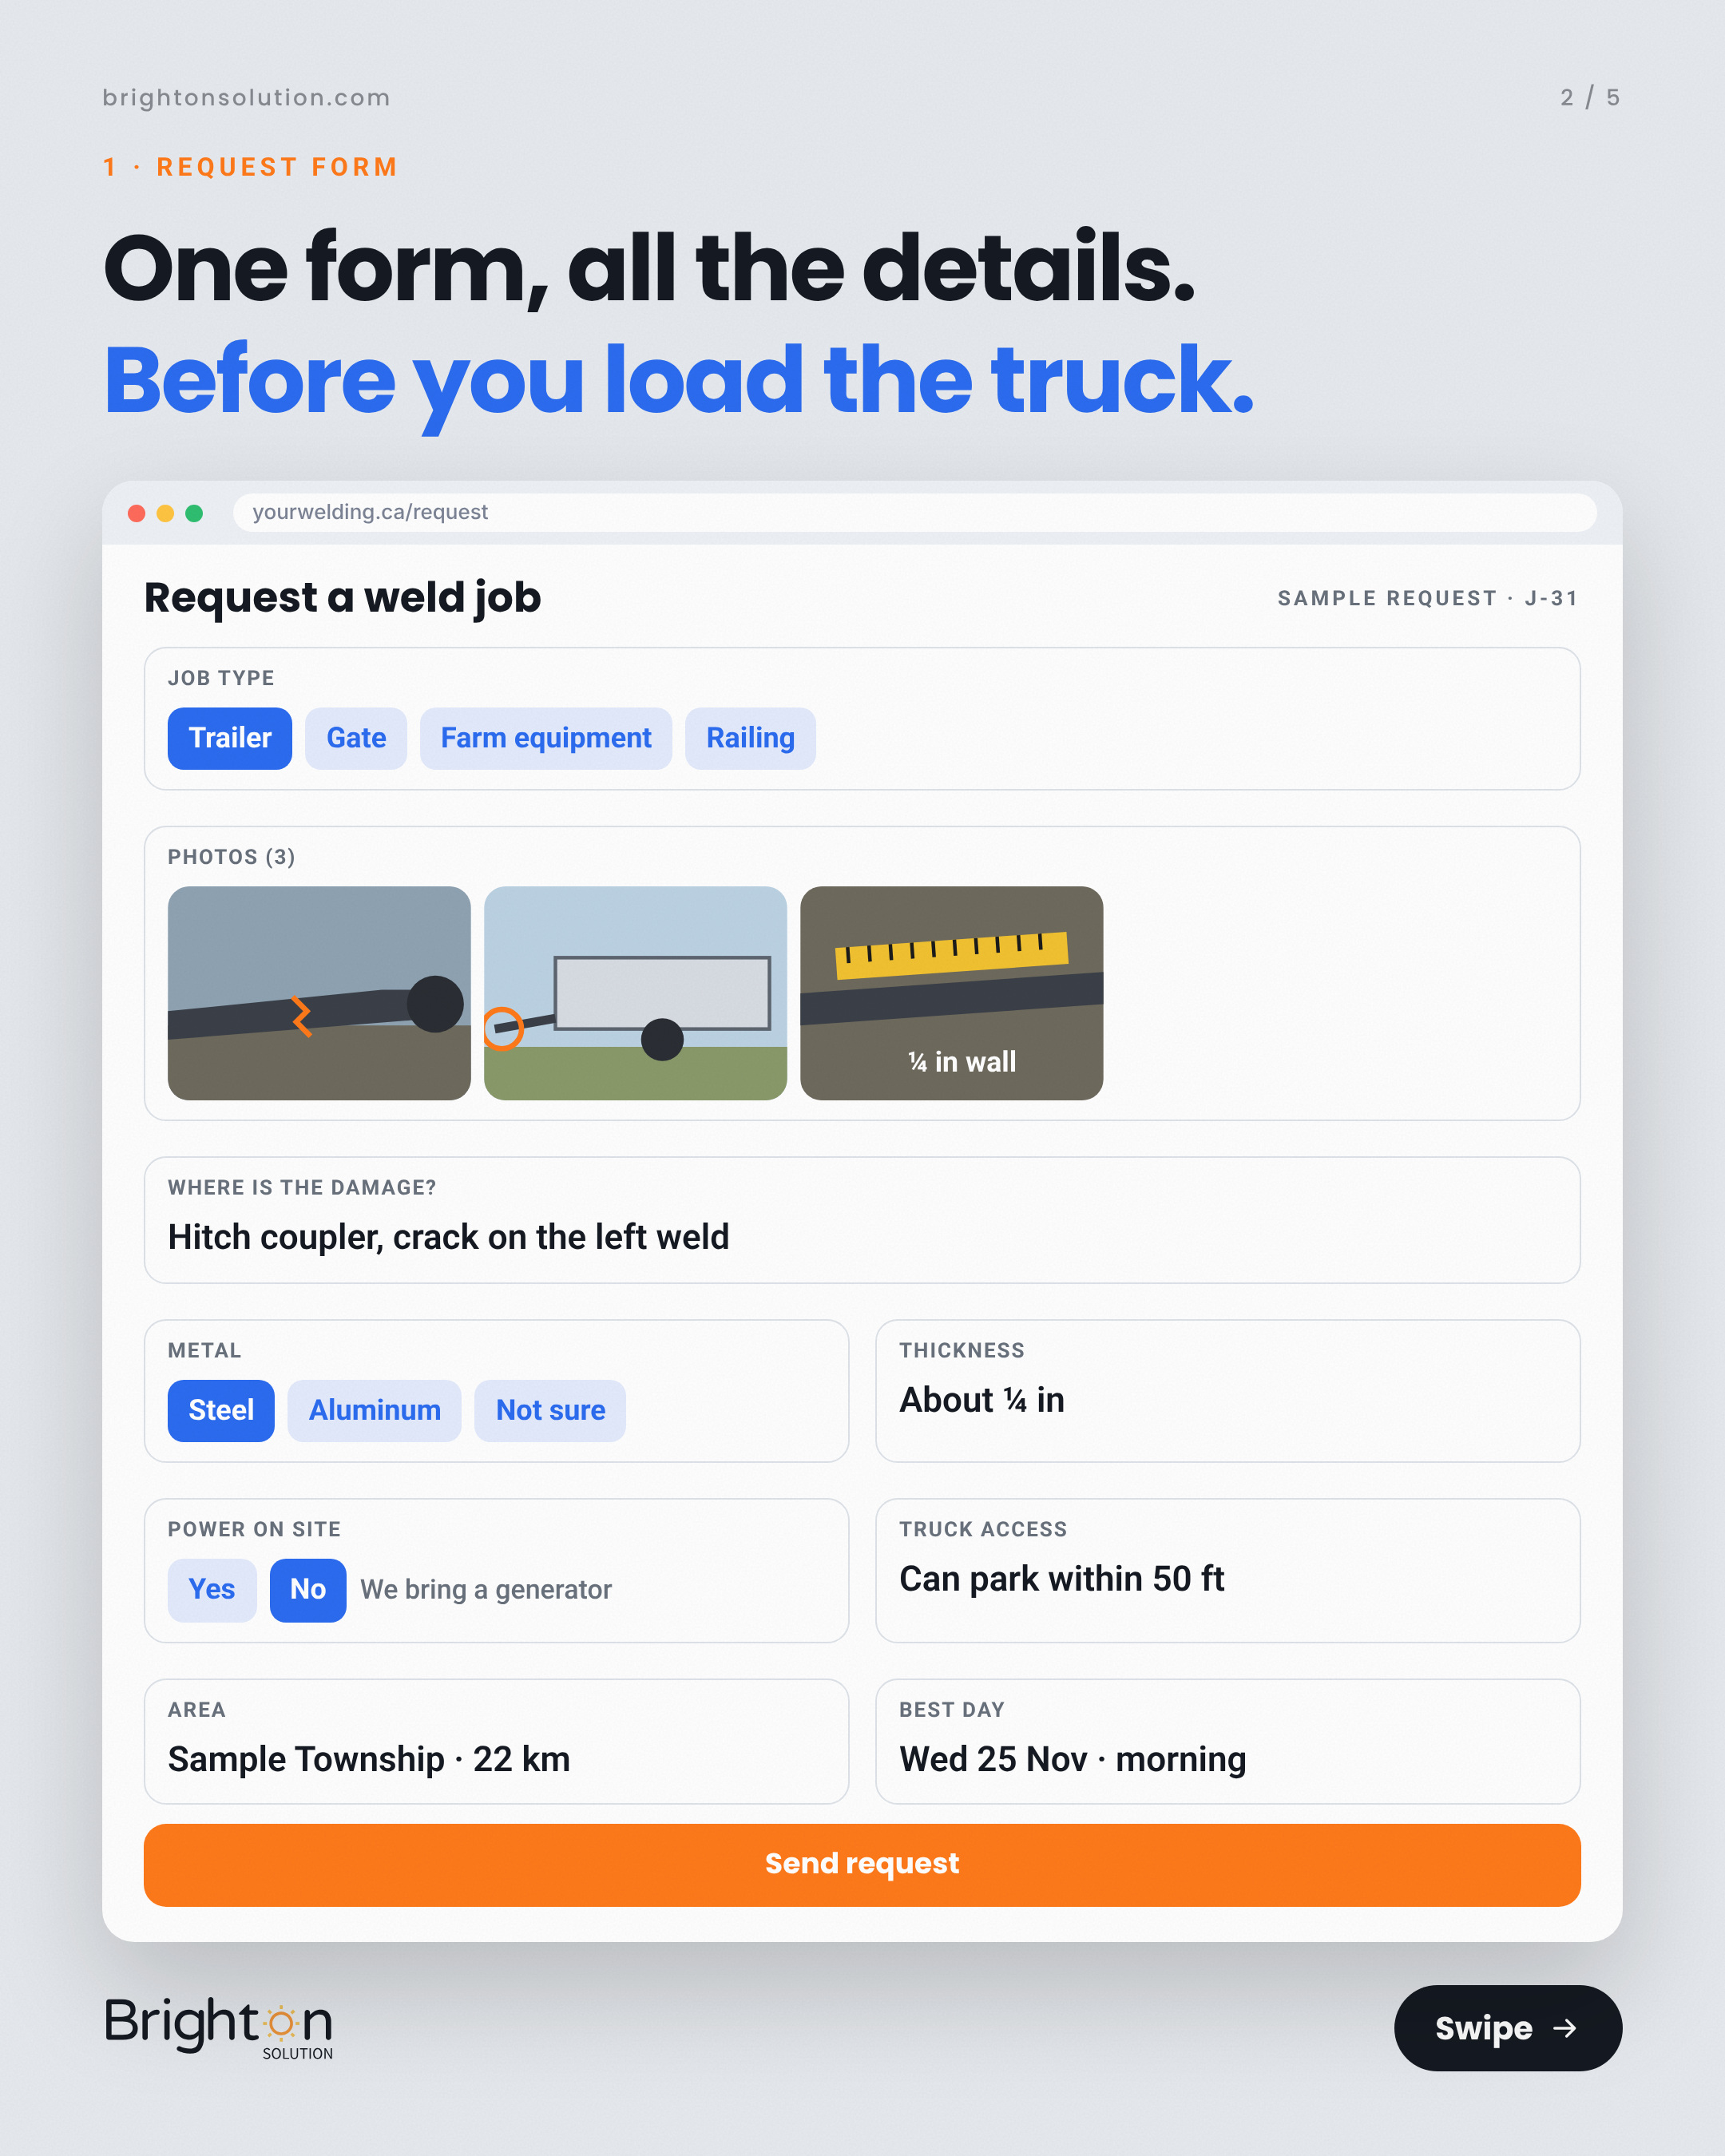 brightonsolution.com
2 / 5
1 · REQUEST FORM
One form, all the details.
Before you load the truck.
yourwelding.ca/request
Request a weld job
SAMPLE REQUEST · J-31
JOB TYPE
Trailer Gate Farm equipment Railing
PHOTOS (3)
¼ in wall
WHERE IS THE DAMAGE?
Hitch coupler, crack on the left weld
METAL
Steel Aluminum Not sure
THICKNESS
About ¼ in
POWER ON SITE
Yes No We bring a generator
TRUCK ACCESS
Can park within 50 ft
AREA
Sample Township · 22 km
BEST DAY
Wed 25 Nov · morning
Send request
Brighton
SOLUTION
Swipe →